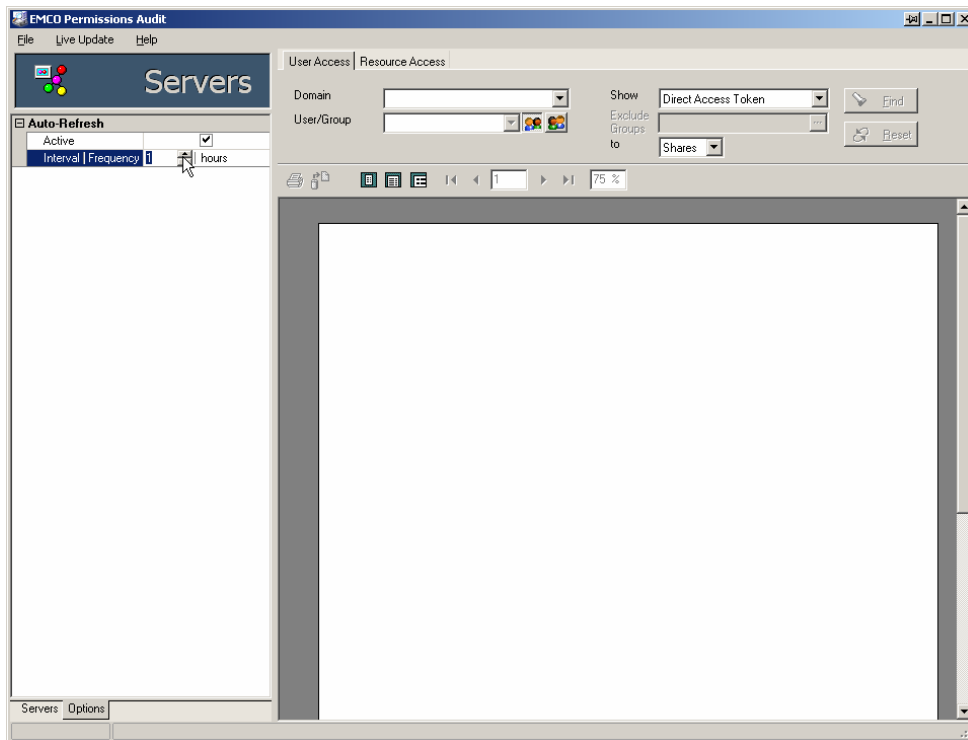 EMCO Permissions Audit
File Live Update Help
Servers
User Access Resource Access
Domain
User/Group
Show Direct Access Token
Exclude Groups ...
to Shares
Find
Reset
Auto-Refresh
Active
Interval | Frequency 1 hours
1 75 %
Servers Options